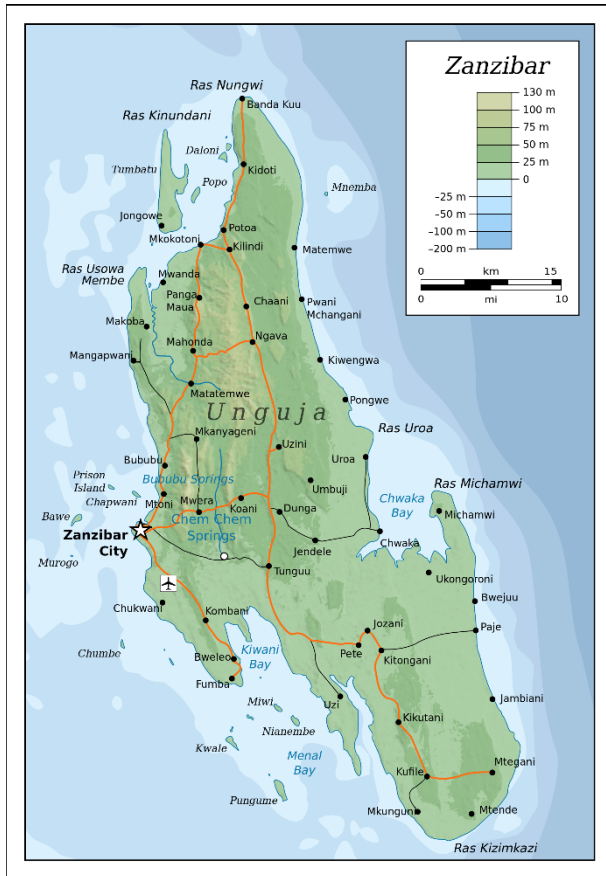 Zanzibar
130 m
100 m
75 m
50 m
25 m
0
–25 m
–50 m
–100 m
–200 m
0 km 15
0 mi 10
Ras Nungwi
Banda Kuu
Ras Kinundani
Daloni
Tumbatu
Kidoti
Popo
Mnemba
Jongowe
Potoa
Mkokotoni
Kilindi
Matemwe
Ras Usowa
Membe
Mwanda
Panga
Maua
Chaani
Pwani
Mchangani
Makoba
Mahonda
Ngava
Mangapwani
Kiwengwa
Matatemwe
Pongwe
Unguja
Ras Uroa
Mkanyageni
Uzini
Bububu
Uroa
Bububu Springs
Umbuji
Ras Michamwi
Prison
Island
Chapwani
Mtoni
Mwera
Koani
Chwaka
Bay
Bawe
Chem Chem
Springs
Dunga
Michamwi
Zanzibar
City
Jendele
Chwaka
Murogo
Tunguu
Ukongoroni
Chukwani
Kombani
Bwejuu
Jozani
Paje
Chumbe
Bweleo
Kiwani
Bay
Pete
Kitongani
Fumba
Miwi
Uzi
Jambiani
Nianembe
Kikutani
Kwale
Menal
Bay
Kufile
Mtegani
Pungume
Mkunguni
Mtende
Ras Kizimkazi